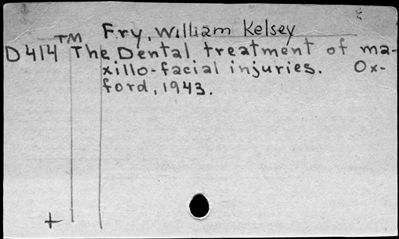 Fry, William Kelsey
TM
D414 The Dental treatment of ma-
xillo-facial injuries. Ox-
ford, 1943.
+